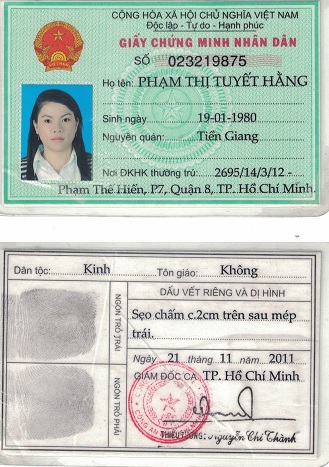 CỘNG HÒA XÃ HỘI CHỦ NGHĨA VIỆT NAM
Độc lập - Tự do - Hạnh phúc
GIẤY CHỨNG MINH NHÂN DÂN
SỐ 023219875
Họ tên: PHẠM THỊ TUYẾT HẰNG
Sinh ngày 19-01-1980
Nguyên quán: Tiền Giang
Nơi ĐKHK thường trú: 2695/14/3/12 -
Phạm Thế Hiển, P7, Quận 8, TP. Hồ Chí Minh.
Dân tộc: Kinh Tôn giáo: Không
NGÓN TRỎ TRÁI
NGÓN TRỎ PHẢI
DẤU VẾT RIÊNG VÀ DỊ HÌNH
Sẹo chấm c.2cm trên sau mép
trái.
Ngày 21 tháng 11 năm 2011
GIÁM ĐỐC CA. TP. Hồ Chí Minh
Nguyễn Chí Thành